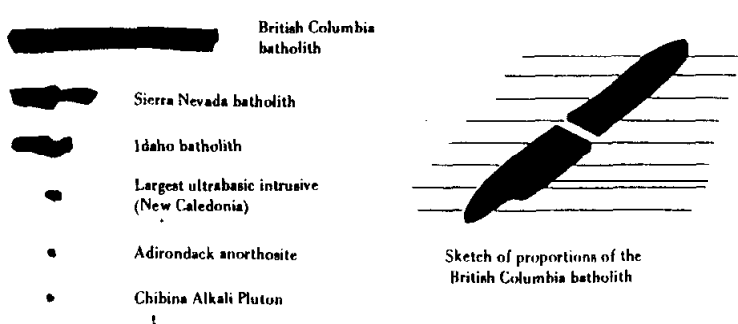 British Columbia
batholith
Sierra Nevada batholith
Idaho batholith
Largest ultrabasic intrusive
(New Caledonia)
Adirondack anorthosite
Chibina Alkali Pluton
Sketch of proportions of the
British Columbia batholith